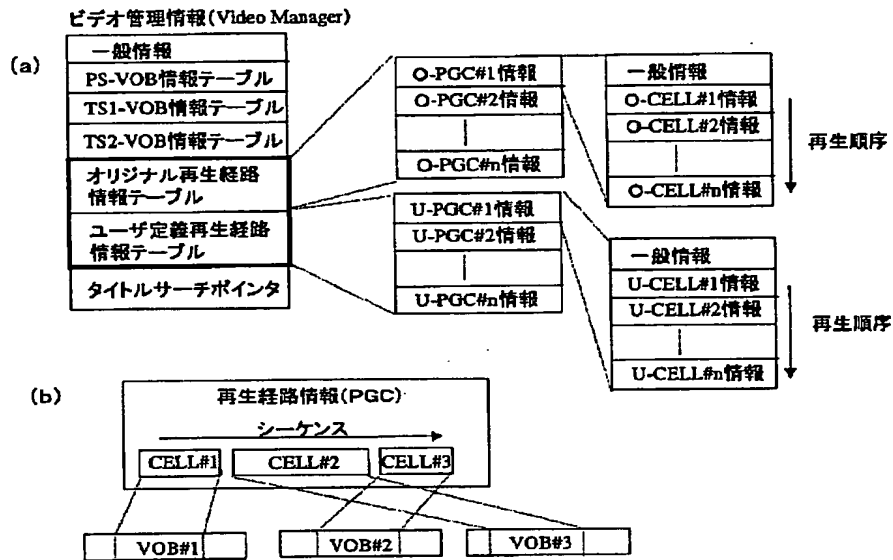 ビデオ管理情報(Video Manager)
(a)
一般情報
PS-VOB情報テーブル
TS1-VOB情報テーブル
TS2-VOB情報テーブル
オリジナル再生経路
情報テーブル
ユーザ定義再生経路
情報テーブル
タイトルサーチポインタ
O-PGC#1情報
O-PGC#2情報
O-PGC#n情報
U-PGC#1情報
U-PGC#2情報
U-PGC#n情報
一般情報
O-CELL#1情報
O-CELL#2情報
O-CELL#n情報
再生順序
一般情報
U-CELL#1情報
U-CELL#2情報
U-CELL#n情報
再生順序
(b)
再生経路情報(PGC)
シーケンス
CELL#1
CELL#2
CELL#3
VOB#1
VOB#2
VOB#3